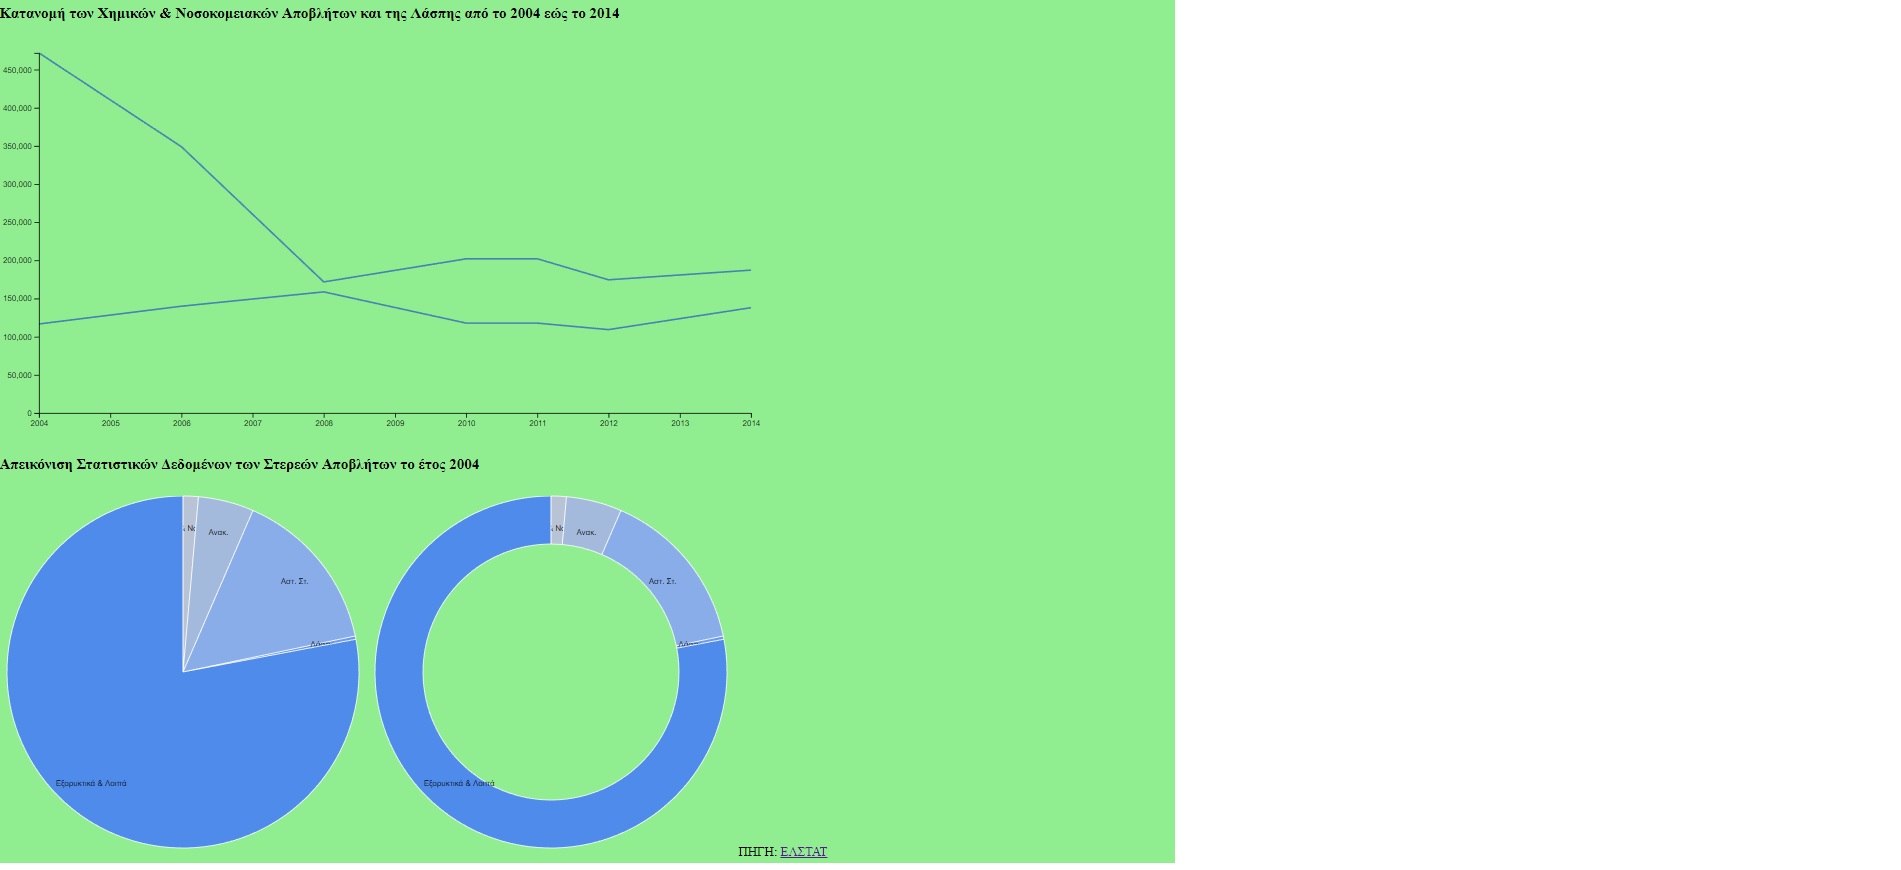 Κατανομή των Χημικών & Νοσοκομειακών Αποβλήτων και της Λάσπης από το 2004 εώς το 2014
450,000
400,000
350,000
300,000
250,000
200,000
150,000
100,000
50,000
0
2004 2005 2006 2007 2008 2009 2010 2011 2012 2013 2014
Απεικόνιση Στατιστικών Δεδομένων των Στερεών Αποβλήτων το έτος 2004
Ανακ. Ανακ.
Αστ. Στ. Αστ. Στ.
Εξορυκτικά & Λοιπά Εξορυκτικά & Λοιπά
ΠΗΓΗ: ΕΛΣΤΑΤ